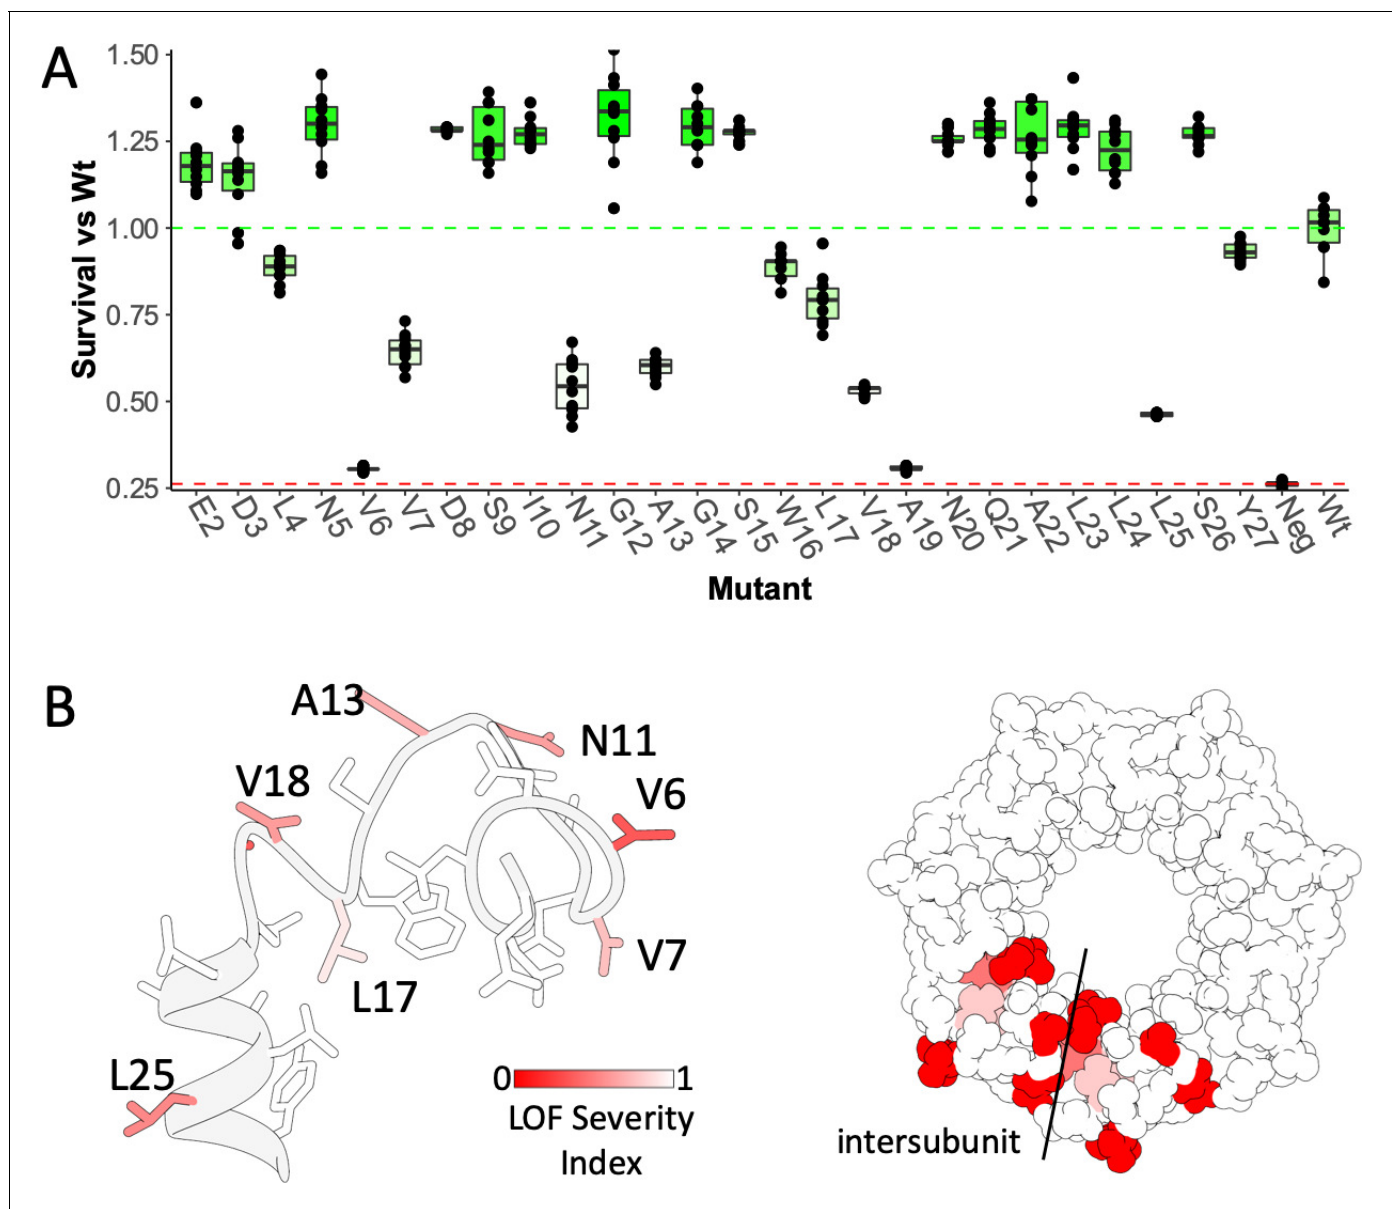 A
1.50
1.25
1.00
0.75
0.50
0.25
Survival vs Wt
E2 D3 L4 N5 V6 V7 D8 S9 I10 N11 G12 A13 G14 S15 W16 L17 V18 A19 N20 Q21 A22 L23 L24 L25 S26 Y27 Neg Wt
Mutant
B
A13
N11
V18
V6
V7
L17
L25
0 1
LOF Severity
Index
intersubunit